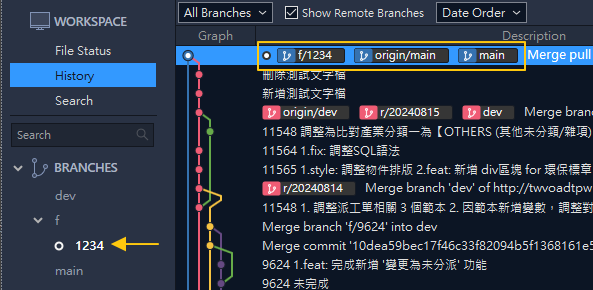 WORKSPACE
File Status
History
Search
Search
BRANCHES
dev
f
1234
main
All Branches
Show Remote Branches
Date Order
Graph
Description
f/1234 origin/main main Merge pull
刪除測試文字檔
新增測試文字檔
origin/dev r/20240815 dev Merge branch
11548 調整為比對產業分類一為【OTHERS (其他未分類/雜項)
11564 1.fix: 調整SQL語法
11565 1.style: 調整物件排版 2.feat: 新增 div區塊 for 環保標章
r/20240814 Merge branch 'dev' of http://twvoadtpw
11548 1. 調整派工單相關 3 個範本 2. 因範本新增變數，調整對
Merge branch 'f/9624' into dev
Merge commit '10dea59bec17f46c33f82094b5f1368161e5
9624 1.feat: 完成新增 '變更為未分派' 功能
9624 未完成